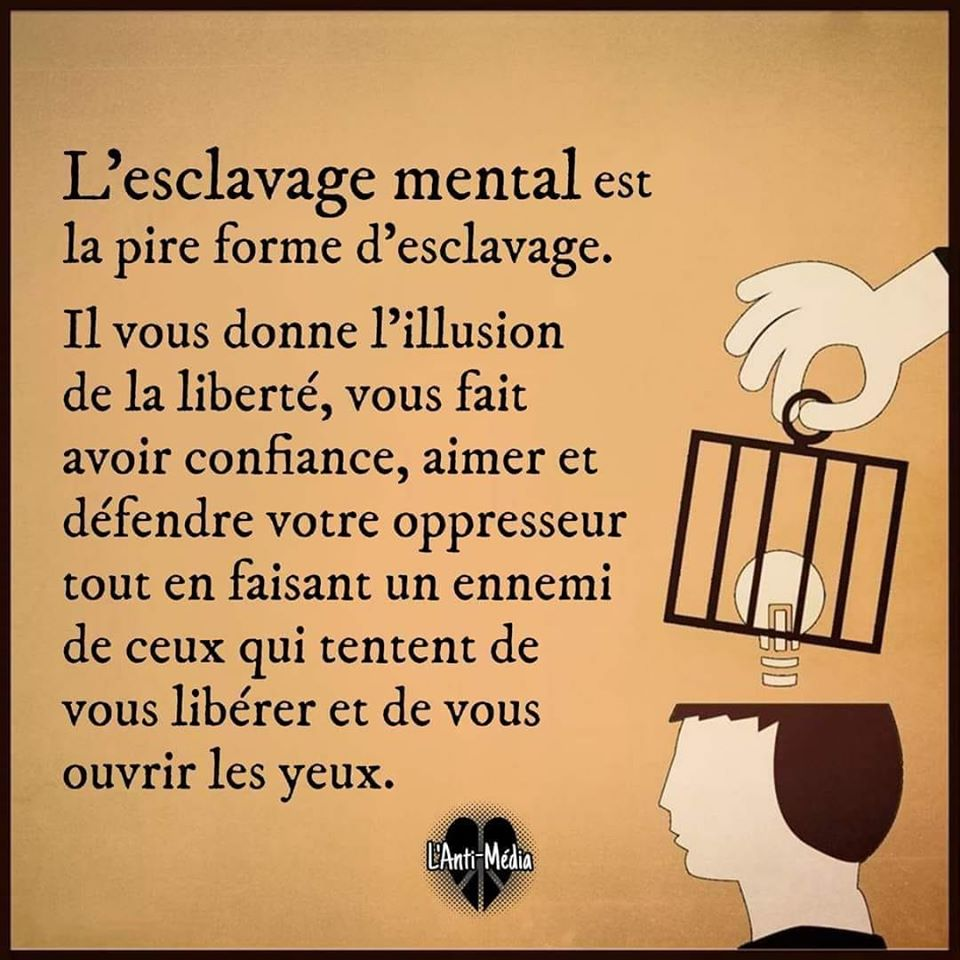 L'esclavage mental est
la pire forme d'esclavage.
Il vous donne l'illusion
de la liberté, vous fait
avoir confiance, aimer et
défendre votre oppresseur
tout en faisant un ennemi
de ceux qui tentent de
vous libérer et de vous
ouvrir les yeux.
L'Anti-Média